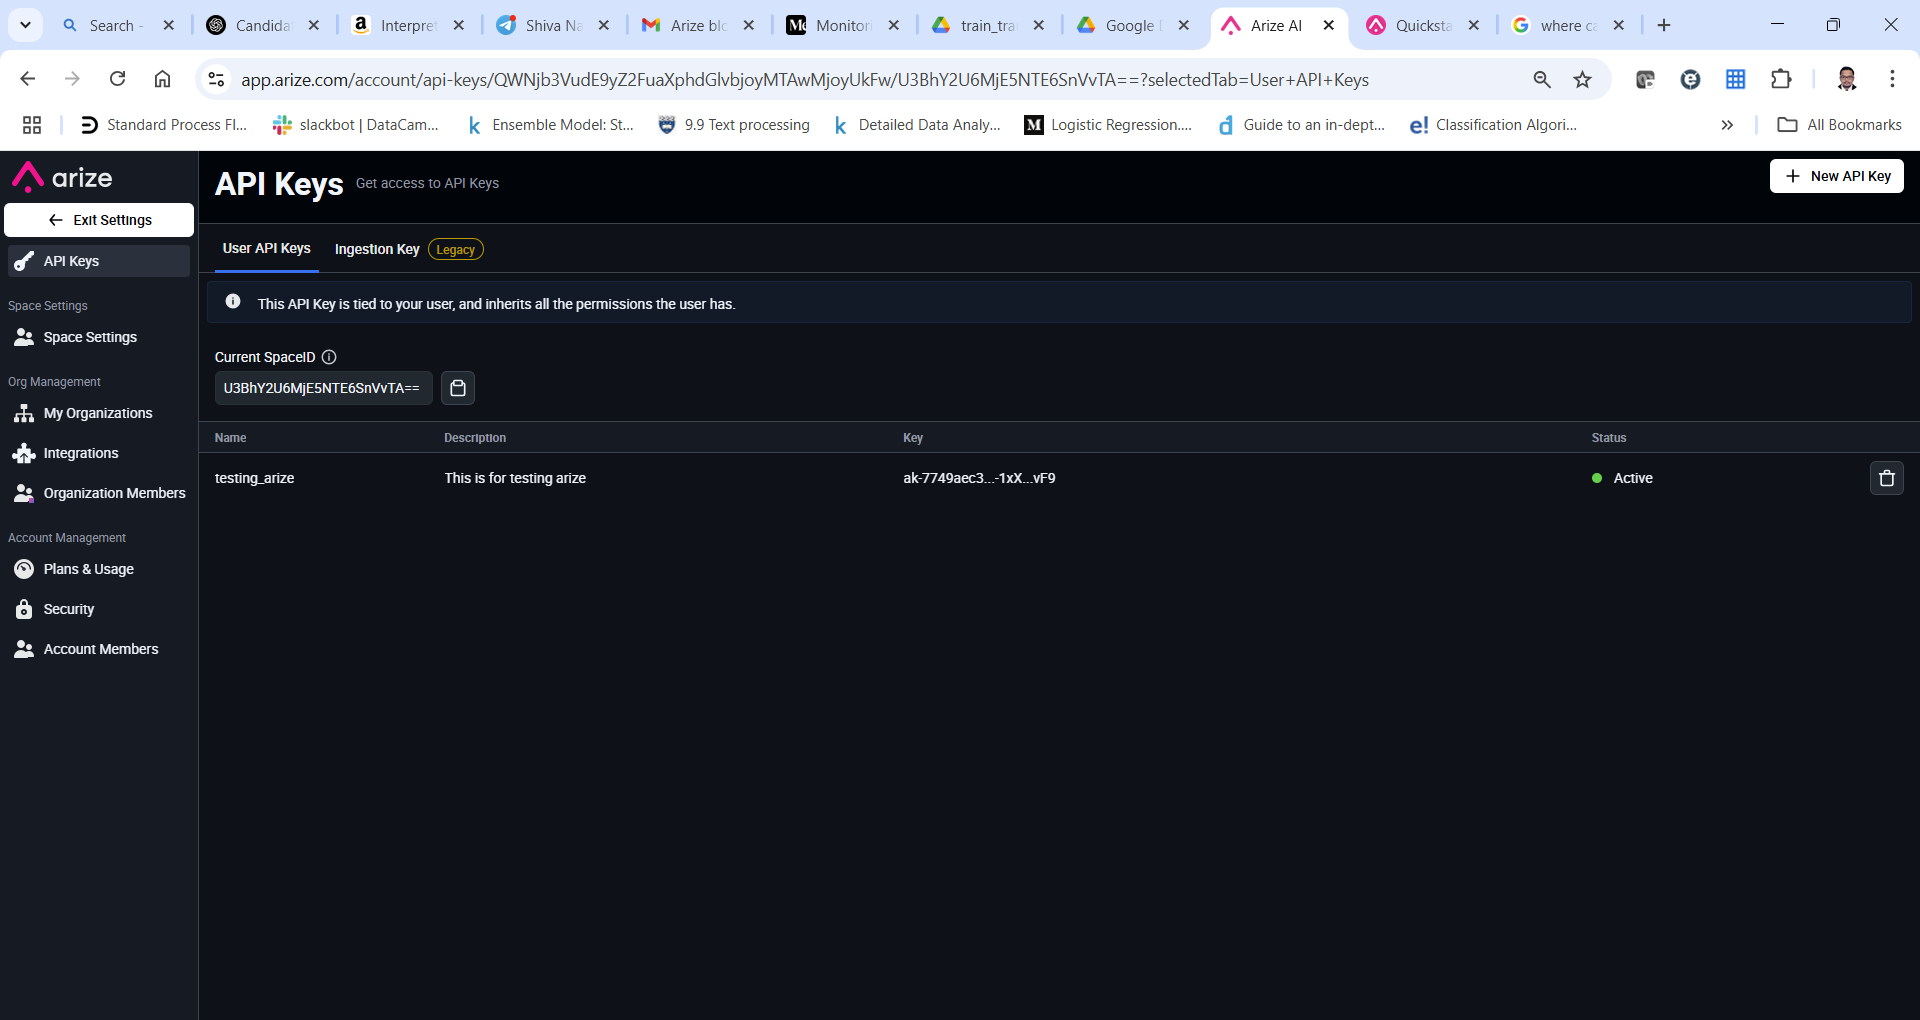 Search -
Candida
Interpret
Shiva Na
Arize blo
Monitori
train_tra
Google D
Arize AI
Quicksta
where ca
app.arize.com/account/api-keys/QWNjb3VudE9yZ2FuaXphdGlvbjoyMTAwMjoyUkFw/U3BhY2U6MjE5NTE6SnVvTA==?selectedTab=User+API+Keys
Standard Process Fl...
slackbot | DataCam...
Ensemble Model: St...
9.9 Text processing
Detailed Data Analy...
Logistic Regression....
Guide to an in-dept...
Classification Algori...
All Bookmarks
arize
Exit Settings
API Keys
Space Settings
Space Settings
Org Management
My Organizations
Integrations
Organization Members
Account Management
Plans & Usage
Security
Account Members
API Keys Get access to API Keys
New API Key
User API Keys Ingestion Key Legacy
This API Key is tied to your user, and inherits all the permissions the user has.
Current SpaceID
U3BhY2U6MjE5NTE6SnVvTA==
Name Description Key Status
testing_arize This is for testing arize ak-7749aec3...-1xX...vF9 Active